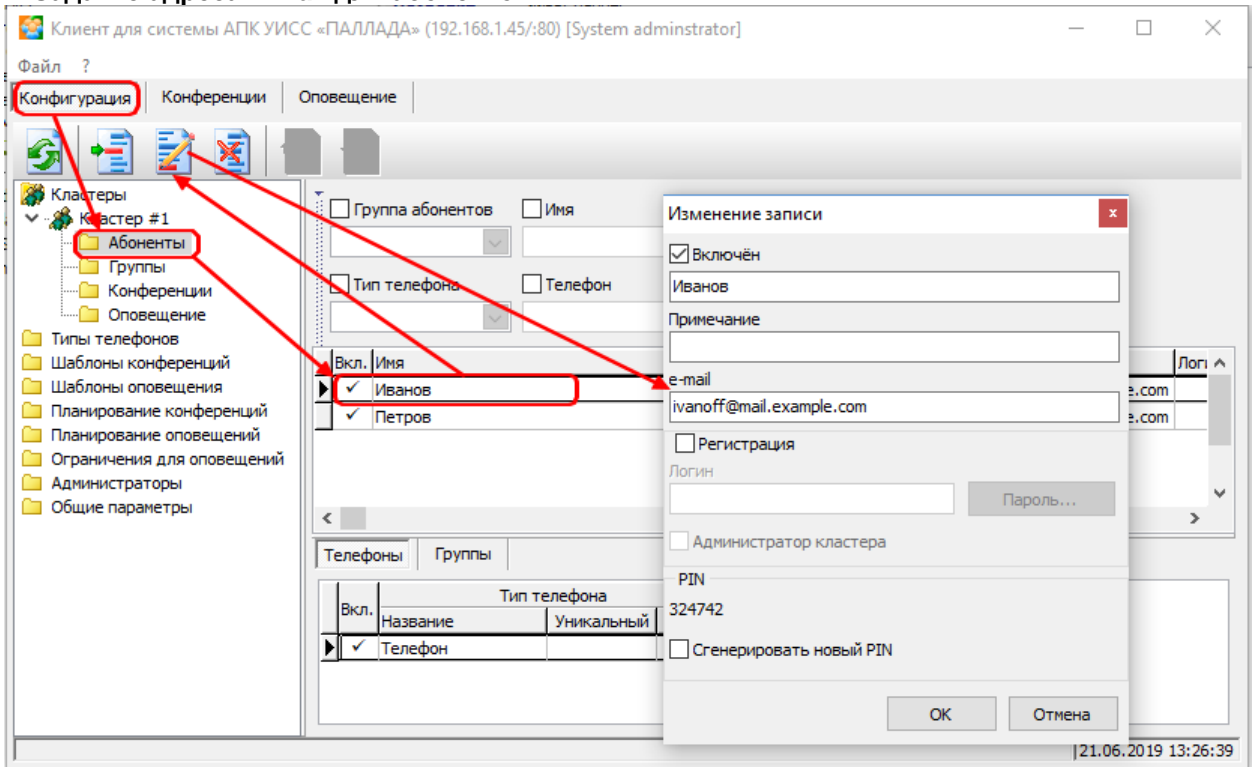 Клиент для системы АПК УИСС «ПАЛЛАДА» (192.168.1.45/:80) [System adminstrator]
Файл ?
Конфигурация Конференции Оповещение
Кластеры
Кластер #1
Абоненты
Группы
Конференции
Оповещение
Типы телефонов
Шаблоны конференций
Шаблоны оповещения
Планирование конференций
Планирование оповещений
Ограничения для оповещений
Администраторы
Общие параметры
Группа абонентов Имя
Тип телефона Телефон
Вкл. Имя
Иванов
Петров
Телефоны Группы
Вкл. Тип телефона
Название Уникальный
Телефон
Изменение записи
Включён
Иванов
Примечание
e-mail
ivanoff@mail.example.com
Регистрация
Логин
Пароль...
Администратор кластера
PIN
324742
Сгенерировать новый PIN
OK Отмена
e.com
e.com
21.06.2019 13:26:39